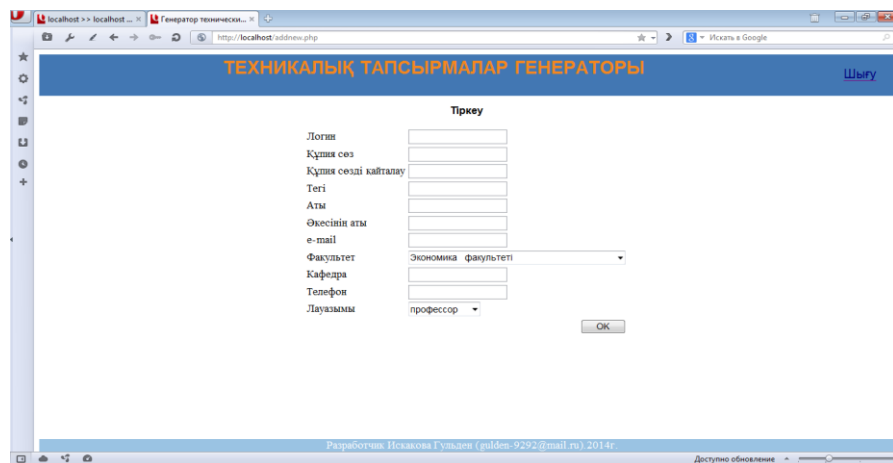 localhost >> localhost ...
Генератор технически...
http://localhost/addnew.php
Искать в Google
ТЕХНИКАЛЫҚ ТАПСЫРМАЛАР ГЕНЕРАТОРЫ
Шығу
Тіркеу
Логин
Құпия сөз
Құпия сөзді қайталау
Тегі
Аты
Әкесінің аты
e-mail
Факультет Экономика факультеті
Кафедра
Телефон
Лауазымы профессор
OK
Разработчик Искакова Гульден (gulden-9292@mail.ru).2014г.
Доступно обновление